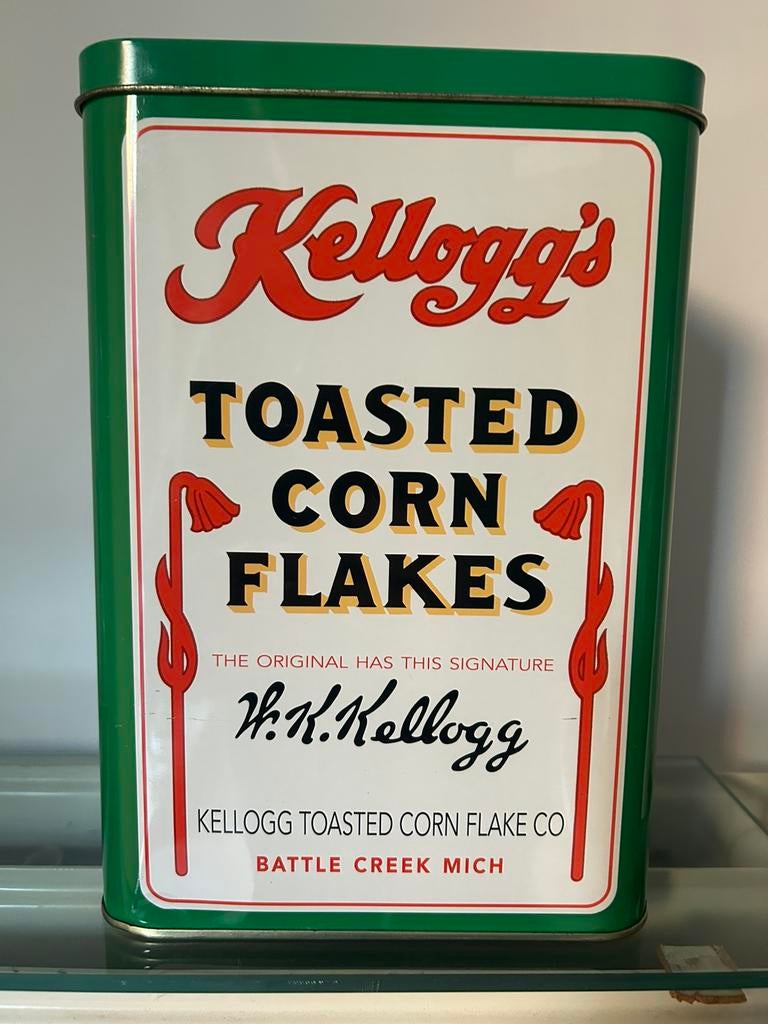 Kellogg's
TOASTED
CORN
FLAKES
THE ORIGINAL HAS THIS SIGNATURE
W.K.Kellogg
KELLOGG TOASTED CORN FLAKE CO
BATTLE CREEK MICH